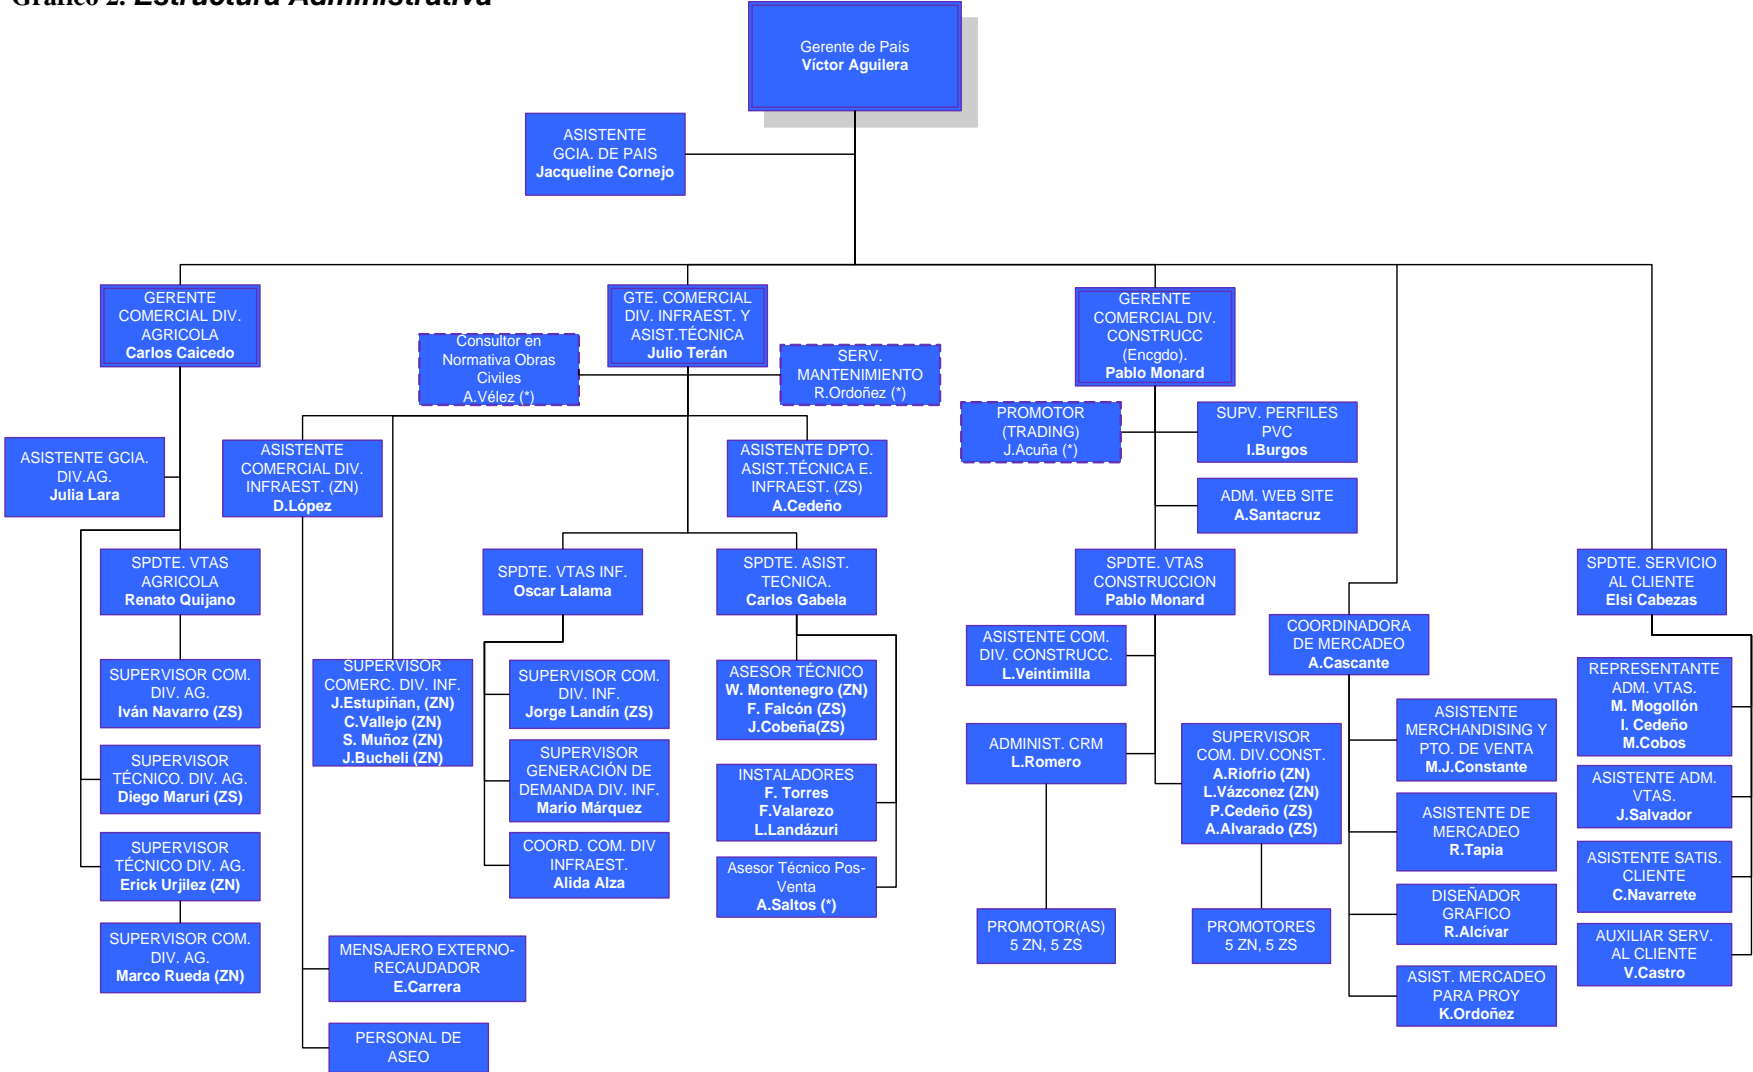 Gráfico 2. Estructura Administrativa
Gerente de País
Víctor Aguilera
ASISTENTE
GCIA. DE PAIS
Jacqueline Cornejo
GERENTE
COMERCIAL DIV.
AGRICOLA
Carlos Caicedo
GTE. COMERCIAL
DIV. INFRAEST. Y
ASIST.TÉCNICA
Julio Terán
GERENTE
COMERCIAL DIV.
CONSTRUCC
(Encgdo).
Pablo Monard
Consultor en
Normativa Obras
Civiles
A.Vélez (*)
SERV.
MANTENIMIENTO
R.Ordoñez (*)
PROMOTOR
(TRADING)
J.Acuña (*)
SUPV. PERFILES
PVC
I.Burgos
ASISTENTE GCIA.
DIV.AG.
Julia Lara
ASISTENTE
COMERCIAL DIV.
INFRAEST. (ZN)
D.López
ASISTENTE DPTO.
ASIST.TÉCNICA E.
INFRAEST. (ZS)
A.Cedeño
ADM. WEB SITE
A.Santacruz
SPDTE. VTAS
AGRICOLA
Renato Quijano
SPDTE. VTAS INF.
Oscar Lalama
SPDTE. ASIST.
TECNICA.
Carlos Gabela
SPDTE. VTAS
CONSTRUCCION
Pablo Monard
SPDTE. SERVICIO
AL CLIENTE
Elsi Cabezas
COORDINADORA
DE MERCADEO
A.Cascante
ASISTENTE COM.
DIV. CONSTRUCC.
L.Veintimilla
SUPERVISOR COM.
DIV. AG.
Iván Navarro (ZS)
SUPERVISOR
COMERC. DIV. INF.
J.Estupiñan, (ZN)
C.Vallejo (ZN)
S. Muñoz (ZN)
J.Bucheli (ZN)
SUPERVISOR COM.
DIV. INF.
Jorge Landín (ZS)
ASESOR TÉCNICO
W. Montenegro (ZN)
F. Falcón (ZS)
J.Cobeña(ZS)
REPRESENTANTE
ADM. VTAS.
M. Mogollón
I. Cedeño
M.Cobos
SUPERVISOR
TÉCNICO. DIV. AG.
Diego Maruri (ZS)
SUPERVISOR
GENERACIÓN DE
DEMANDA DIV. INF.
Mario Márquez
INSTALADORES
F. Torres
F.Valarezo
L.Landázuri
ADMINIST. CRM
L.Romero
SUPERVISOR
COM. DIV.CONST.
A.Riofrio (ZN)
L.Vázconez (ZN)
P.Cedeño (ZS)
A.Alvarado (ZS)
ASISTENTE
MERCHANDISING Y
PTO. DE VENTA
M.J.Constante
ASISTENTE ADM.
VTAS.
J.Salvador
SUPERVISOR
TÉCNICO DIV. AG.
Erick Urjilez (ZN)
COORD. COM. DIV
INFRAEST.
Alida Alza
Asesor Técnico Pos-
Venta
A.Saltos (*)
ASISTENTE DE
MERCADEO
R.Tapia
ASISTENTE SATIS.
CLIENTE
C.Navarrete
SUPERVISOR COM.
DIV. AG.
Marco Rueda (ZN)
MENSAJERO EXTERNO-
RECAUDADOR
E.Carrera
PROMOTOR(AS)
5 ZN, 5 ZS
PROMOTORES
5 ZN, 5 ZS
DISEÑADOR
GRAFICO
R.Alcívar
AUXILIAR SERV.
AL CLIENTE
V.Castro
ASIST. MERCADEO
PARA PROY
K.Ordoñez
PERSONAL DE
ASEO